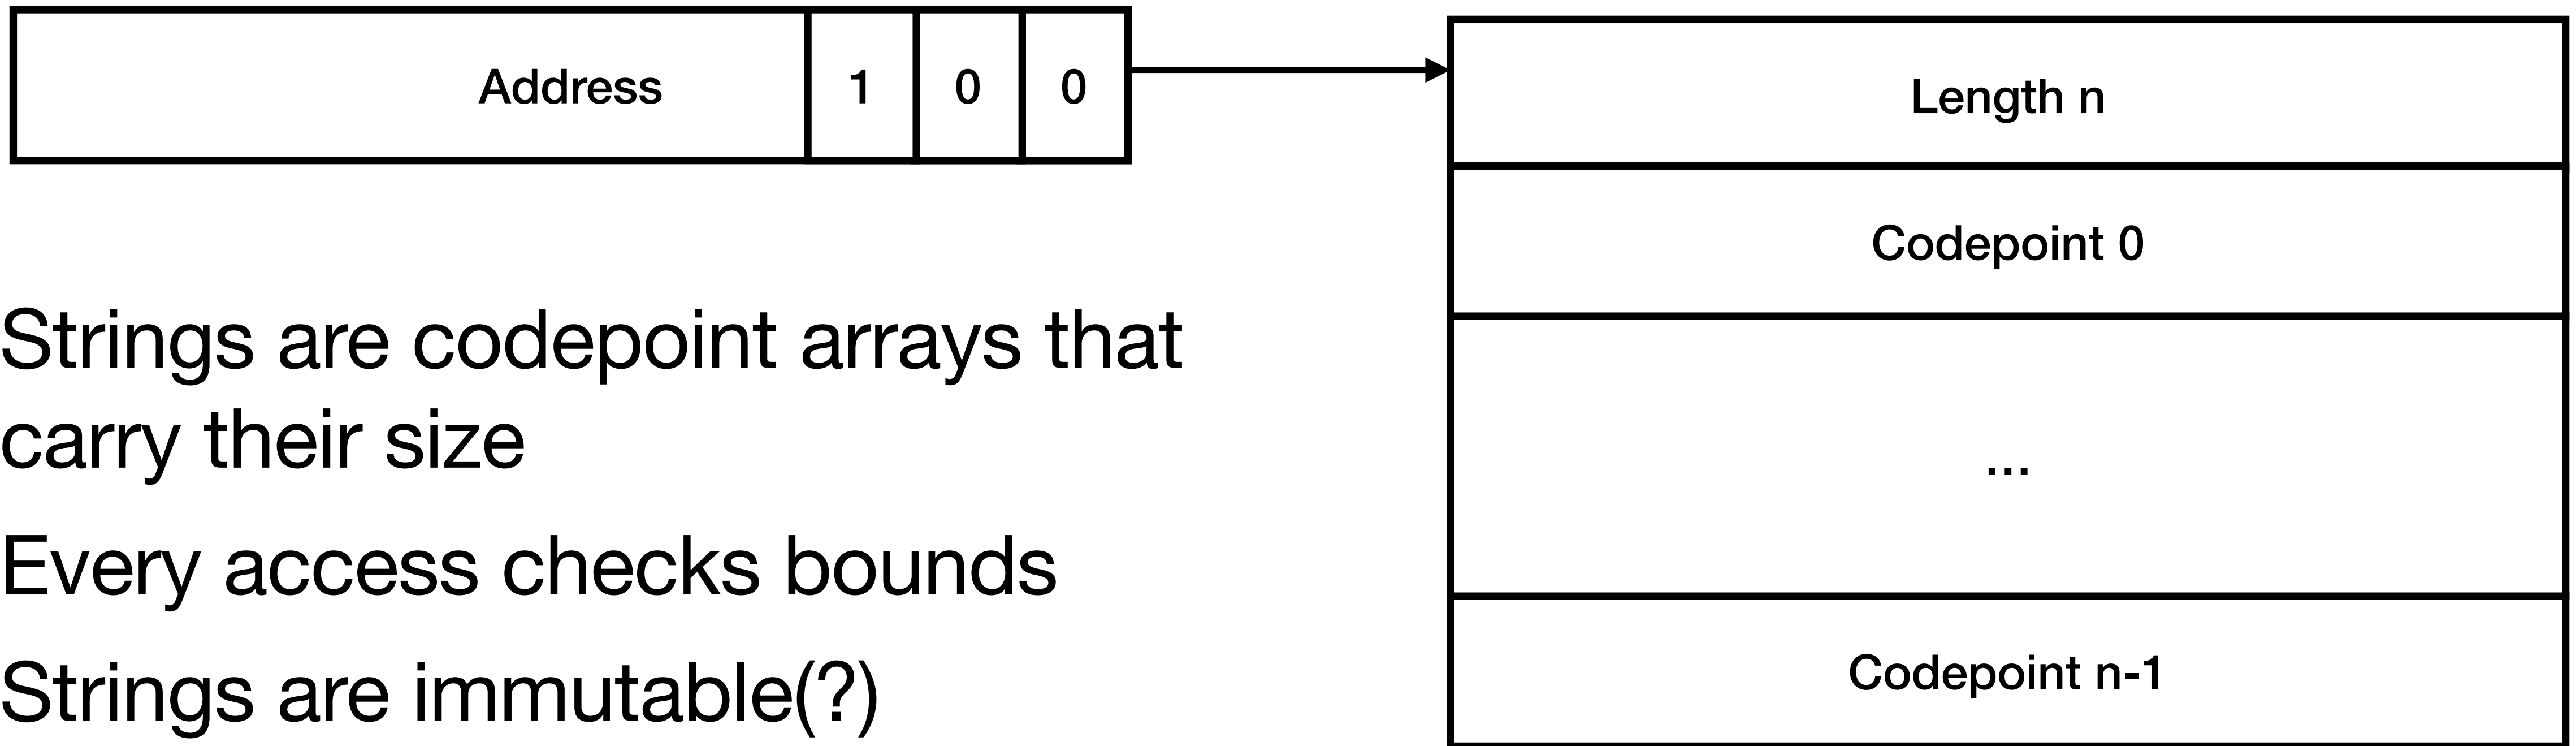 Address 1 0 0
Length n
Codepoint 0
...
Codepoint n-1
Strings are codepoint arrays that
carry their size
Every access checks bounds
Strings are immutable(?)